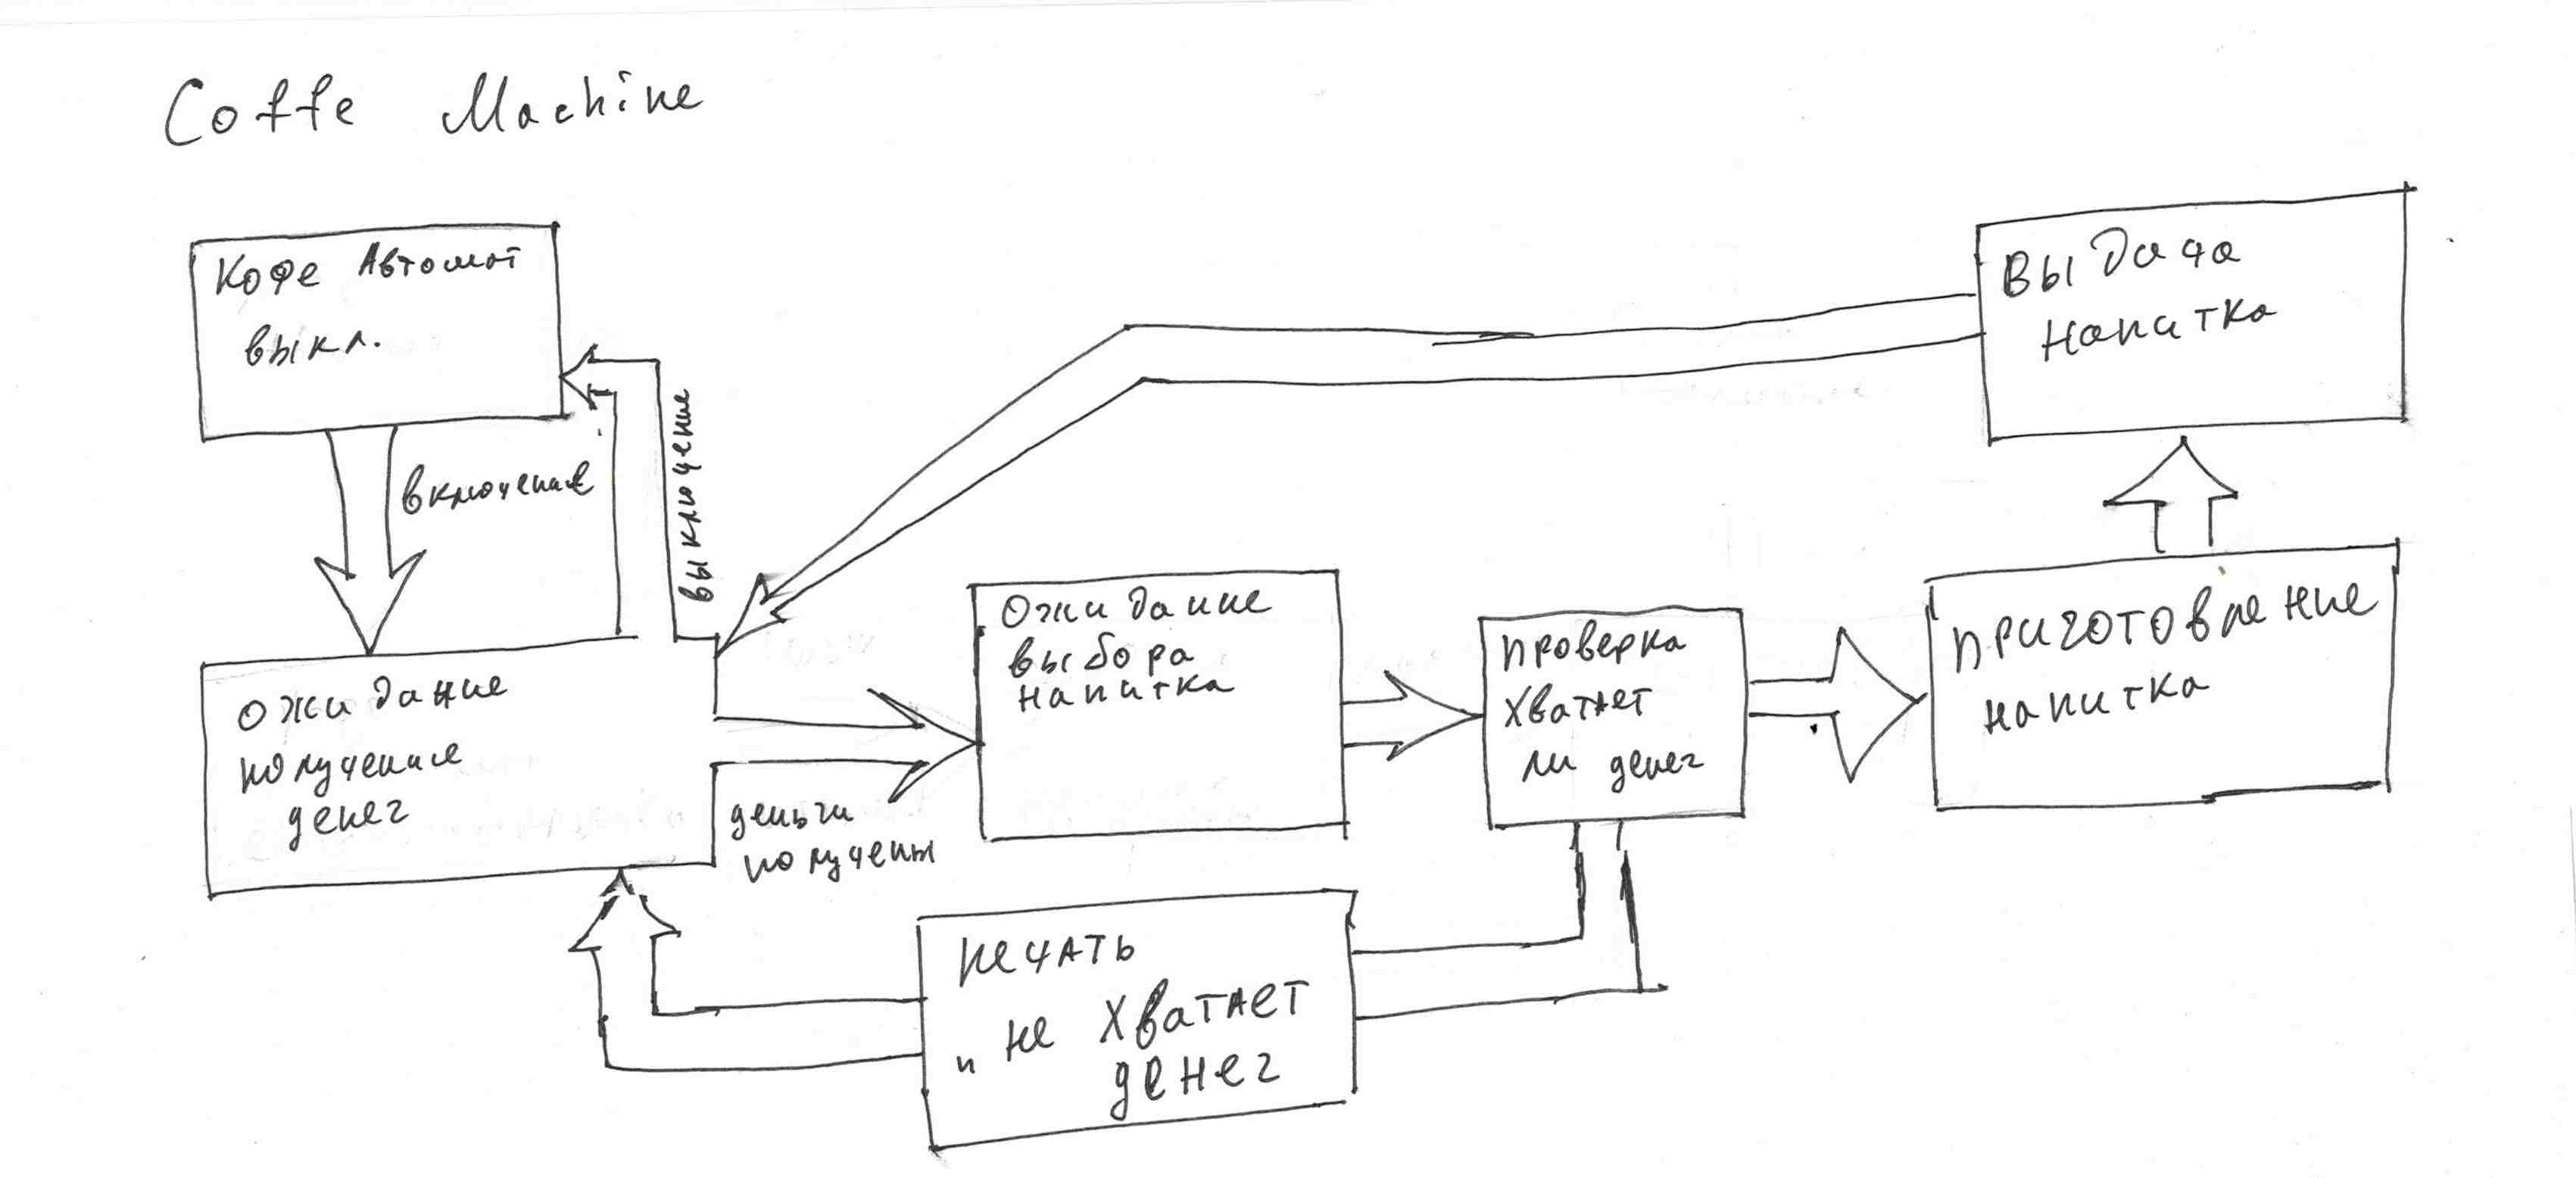 Coffe Machine
Кофе Автомат
выкл.
включение
выключение
Ожидание
получение
денег
деньги
получены
Ожидание
выбора
напитка
проверка
хватает
ли денег
приготовление
напитка
Выдача
напитка
печать
" не хватает
денег